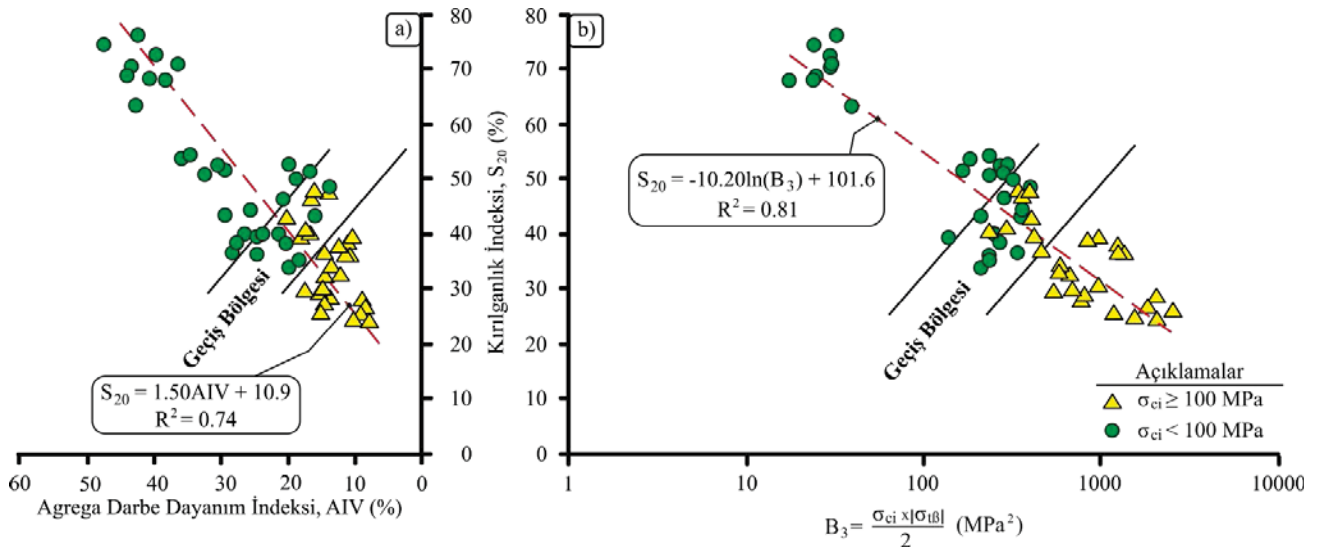 a)
80
70
60
50
40
30
20
10
0
Kırılganlık İndeksi, S20 (%)
Geçiş Bölgesi
S20 = 1.50AIV + 10.9
R2 = 0.74
60 50 40 30 20 10 0
Agrega Darbe Dayanım İndeksi, AIV (%)
b)
80
70
60
50
40
30
20
10
0
S20 = -10.20ln(B3) + 101.6
R2 = 0.81
Geçiş Bölgesi
Açıklamalar
σci ≥ 100 MPa
σci < 100 MPa
1 10 100 1000 10000
B3 = σci x|σtß| / 2 (MPa2)